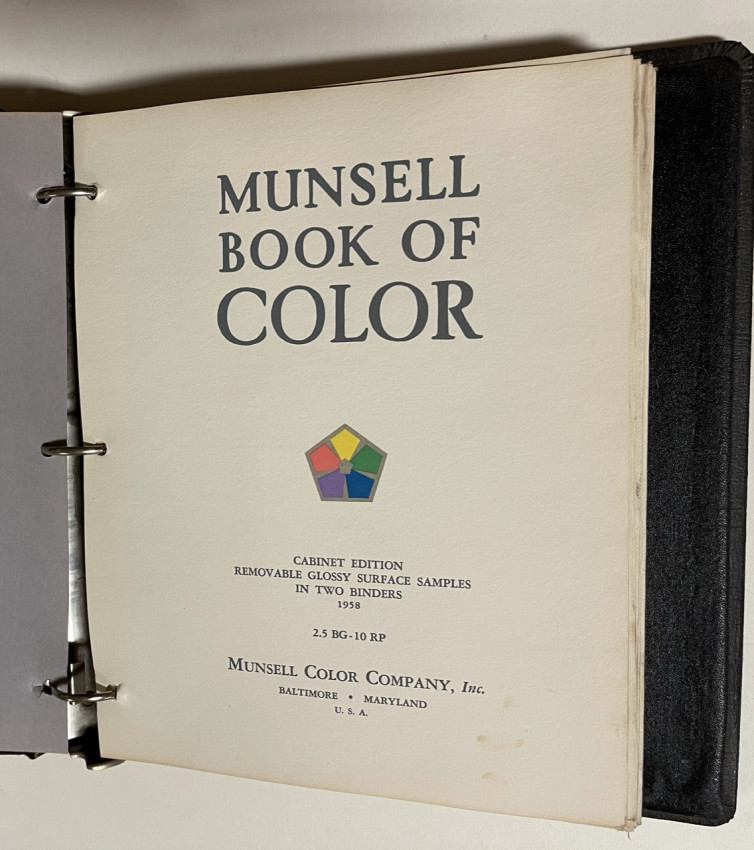 MUNSELL
BOOK OF
COLOR
CABINET EDITION
REMOVABLE GLOSSY SURFACE SAMPLES
IN TWO BINDERS
1958
2.5 BG-10 RP
MUNSELL COLOR COMPANY, Inc.
BALTIMORE • MARYLAND
U. S. A.